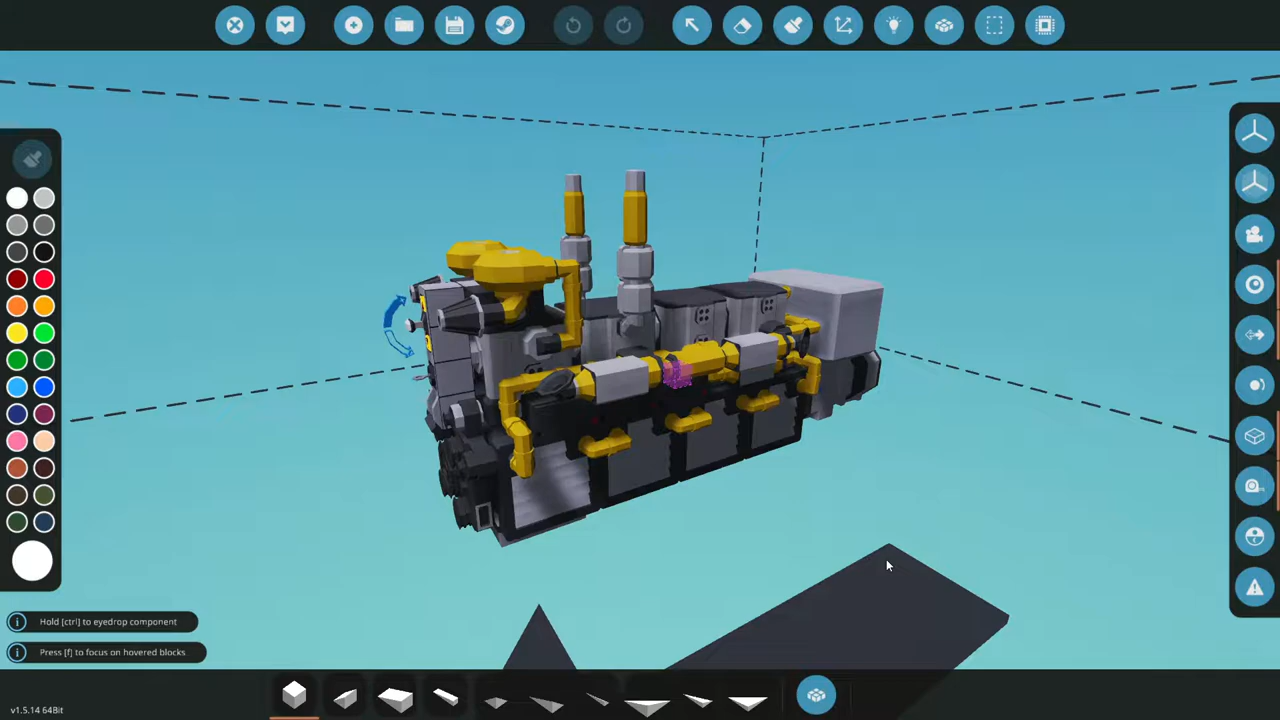 Hold [ctrl] to eyedrop component
Press [f] to focus on hovered blocks
v1.5.14 64Bit